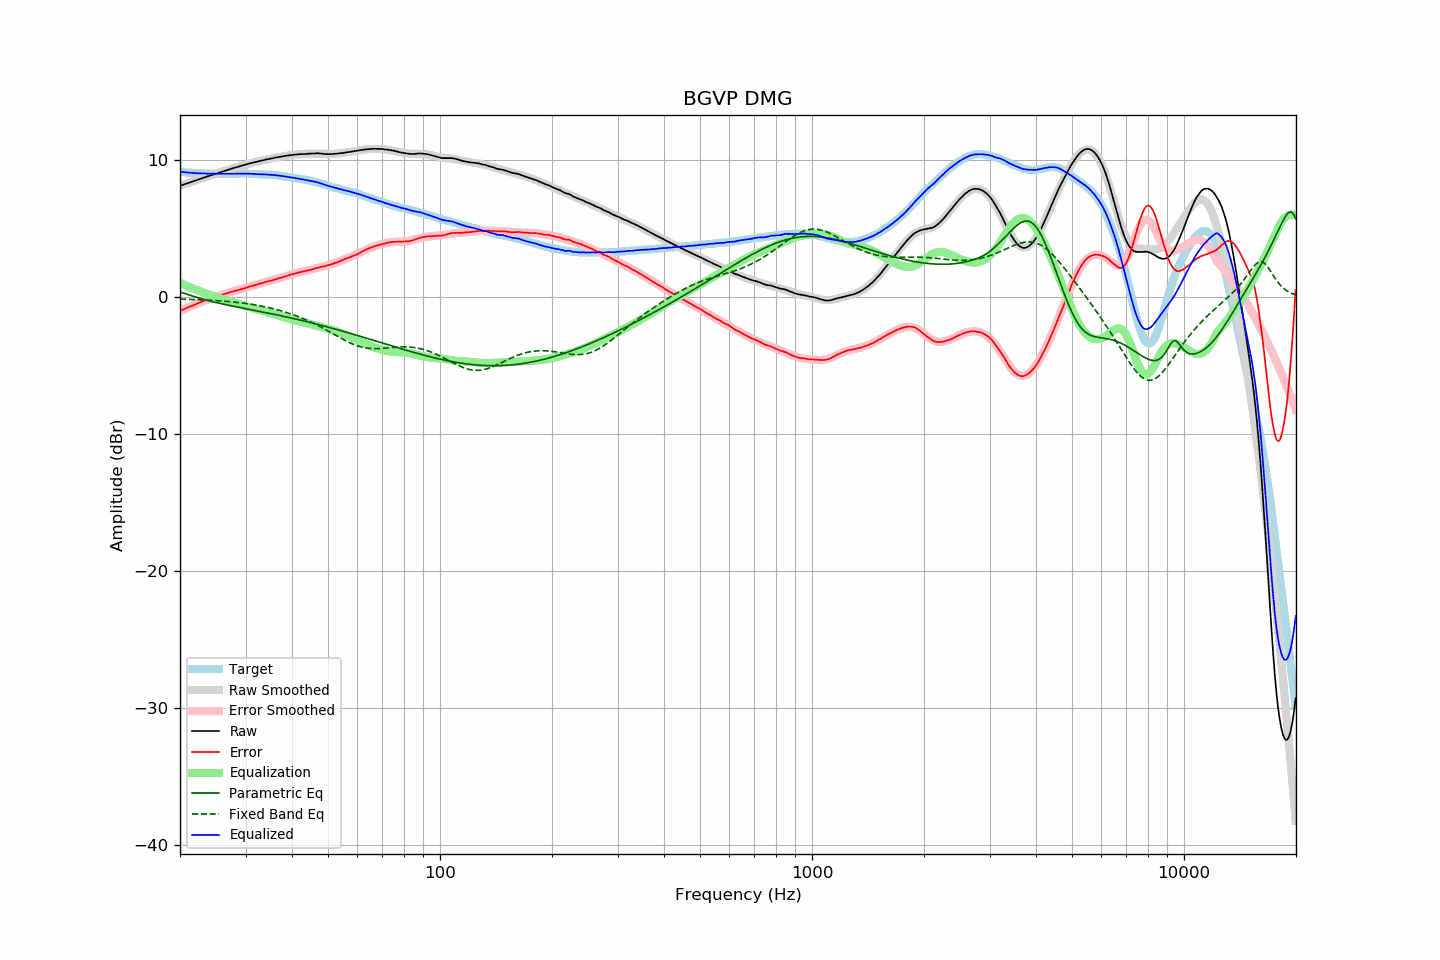 BGVP DMG
Amplitude (dBr)
10
0
−10
−20
−30
−40
Target
Raw Smoothed
Error Smoothed
Raw
Error
Equalization
Parametric Eq
Fixed Band Eq
Equalized
100
1000
10000
Frequency (Hz)